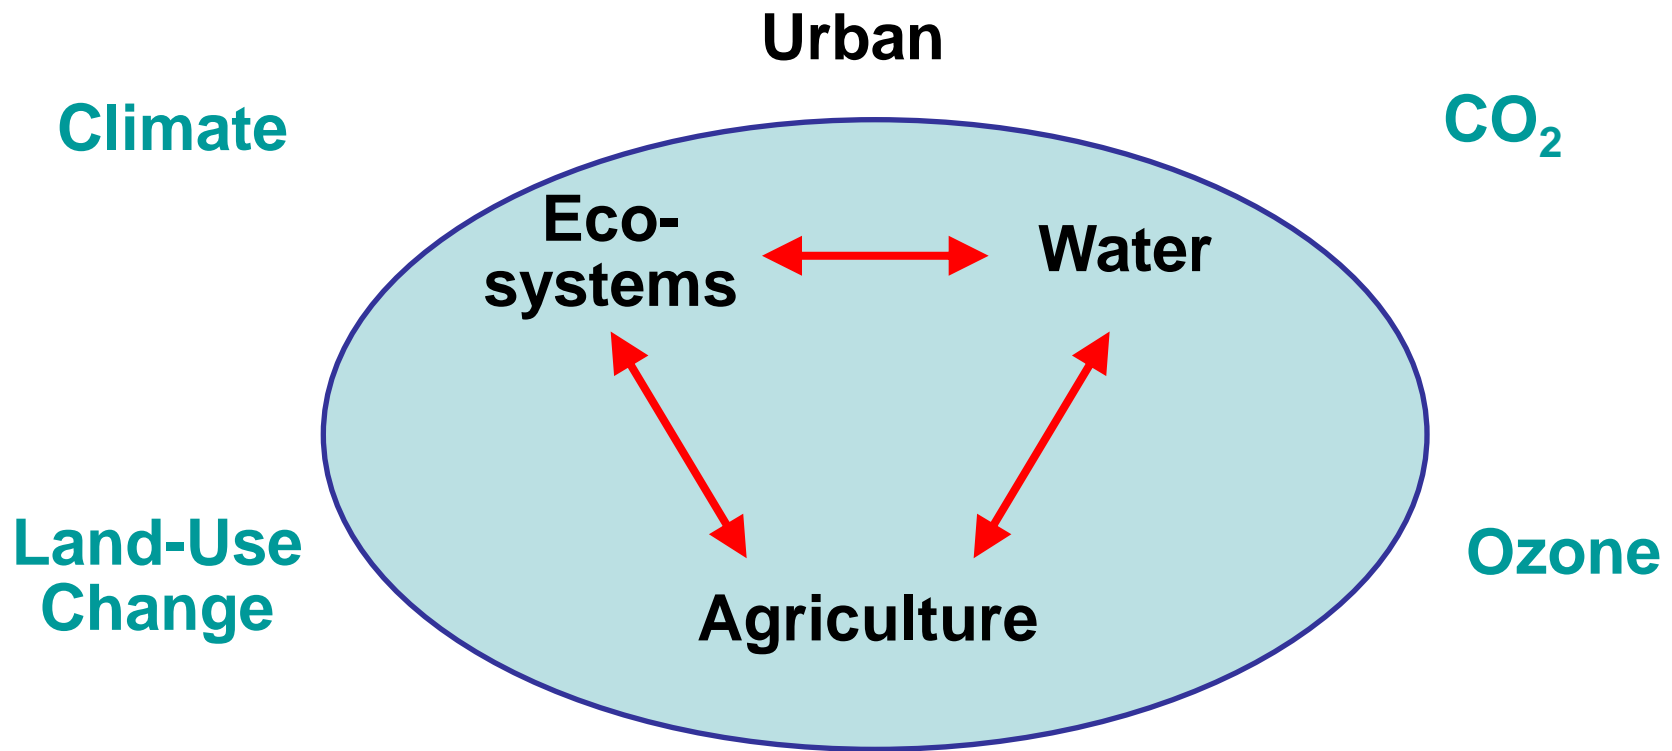 Urban
Climate
CO₂
Eco-
systems
Water
Land-Use
Change
Ozone
Agriculture